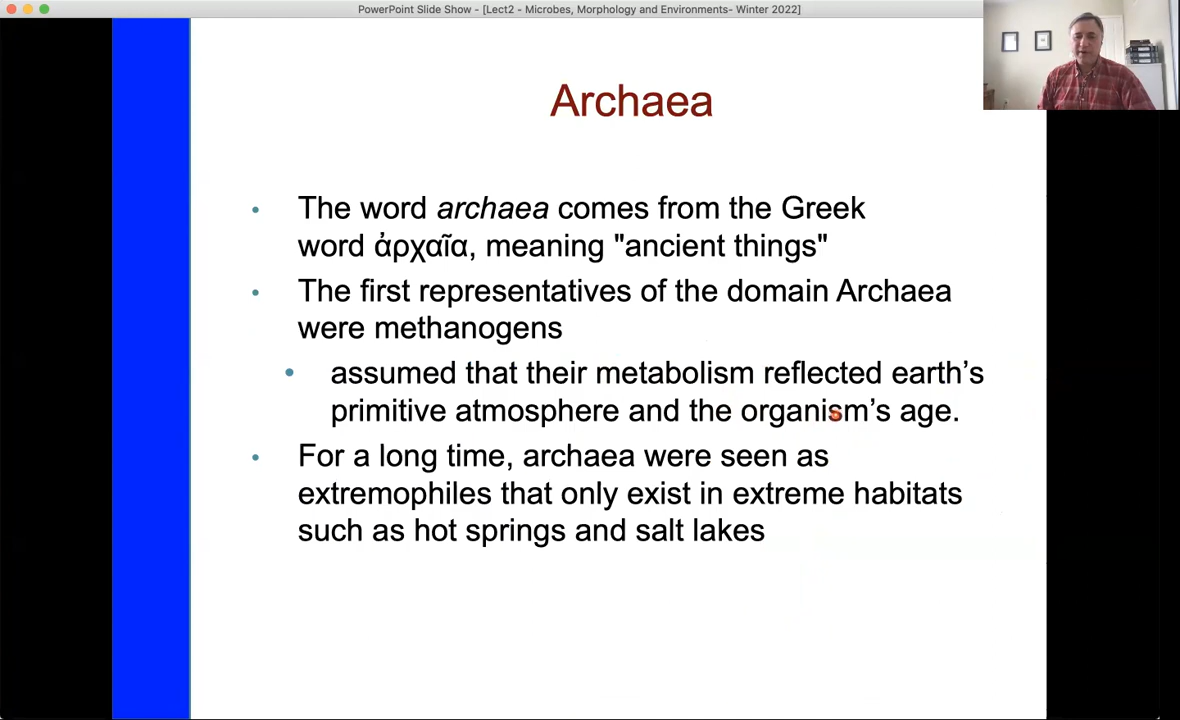 PowerPoint Slide Show - [Lect2 - Microbes, Morphology and Environments- Winter 2022]
Archaea
• The word archaea comes from the Greek
word ἀρχαῖα, meaning "ancient things"
• The first representatives of the domain Archaea
were methanogens
• assumed that their metabolism reflected earth’s
primitive atmosphere and the organism’s age.
• For a long time, archaea were seen as
extremophiles that only exist in extreme habitats
such as hot springs and salt lakes